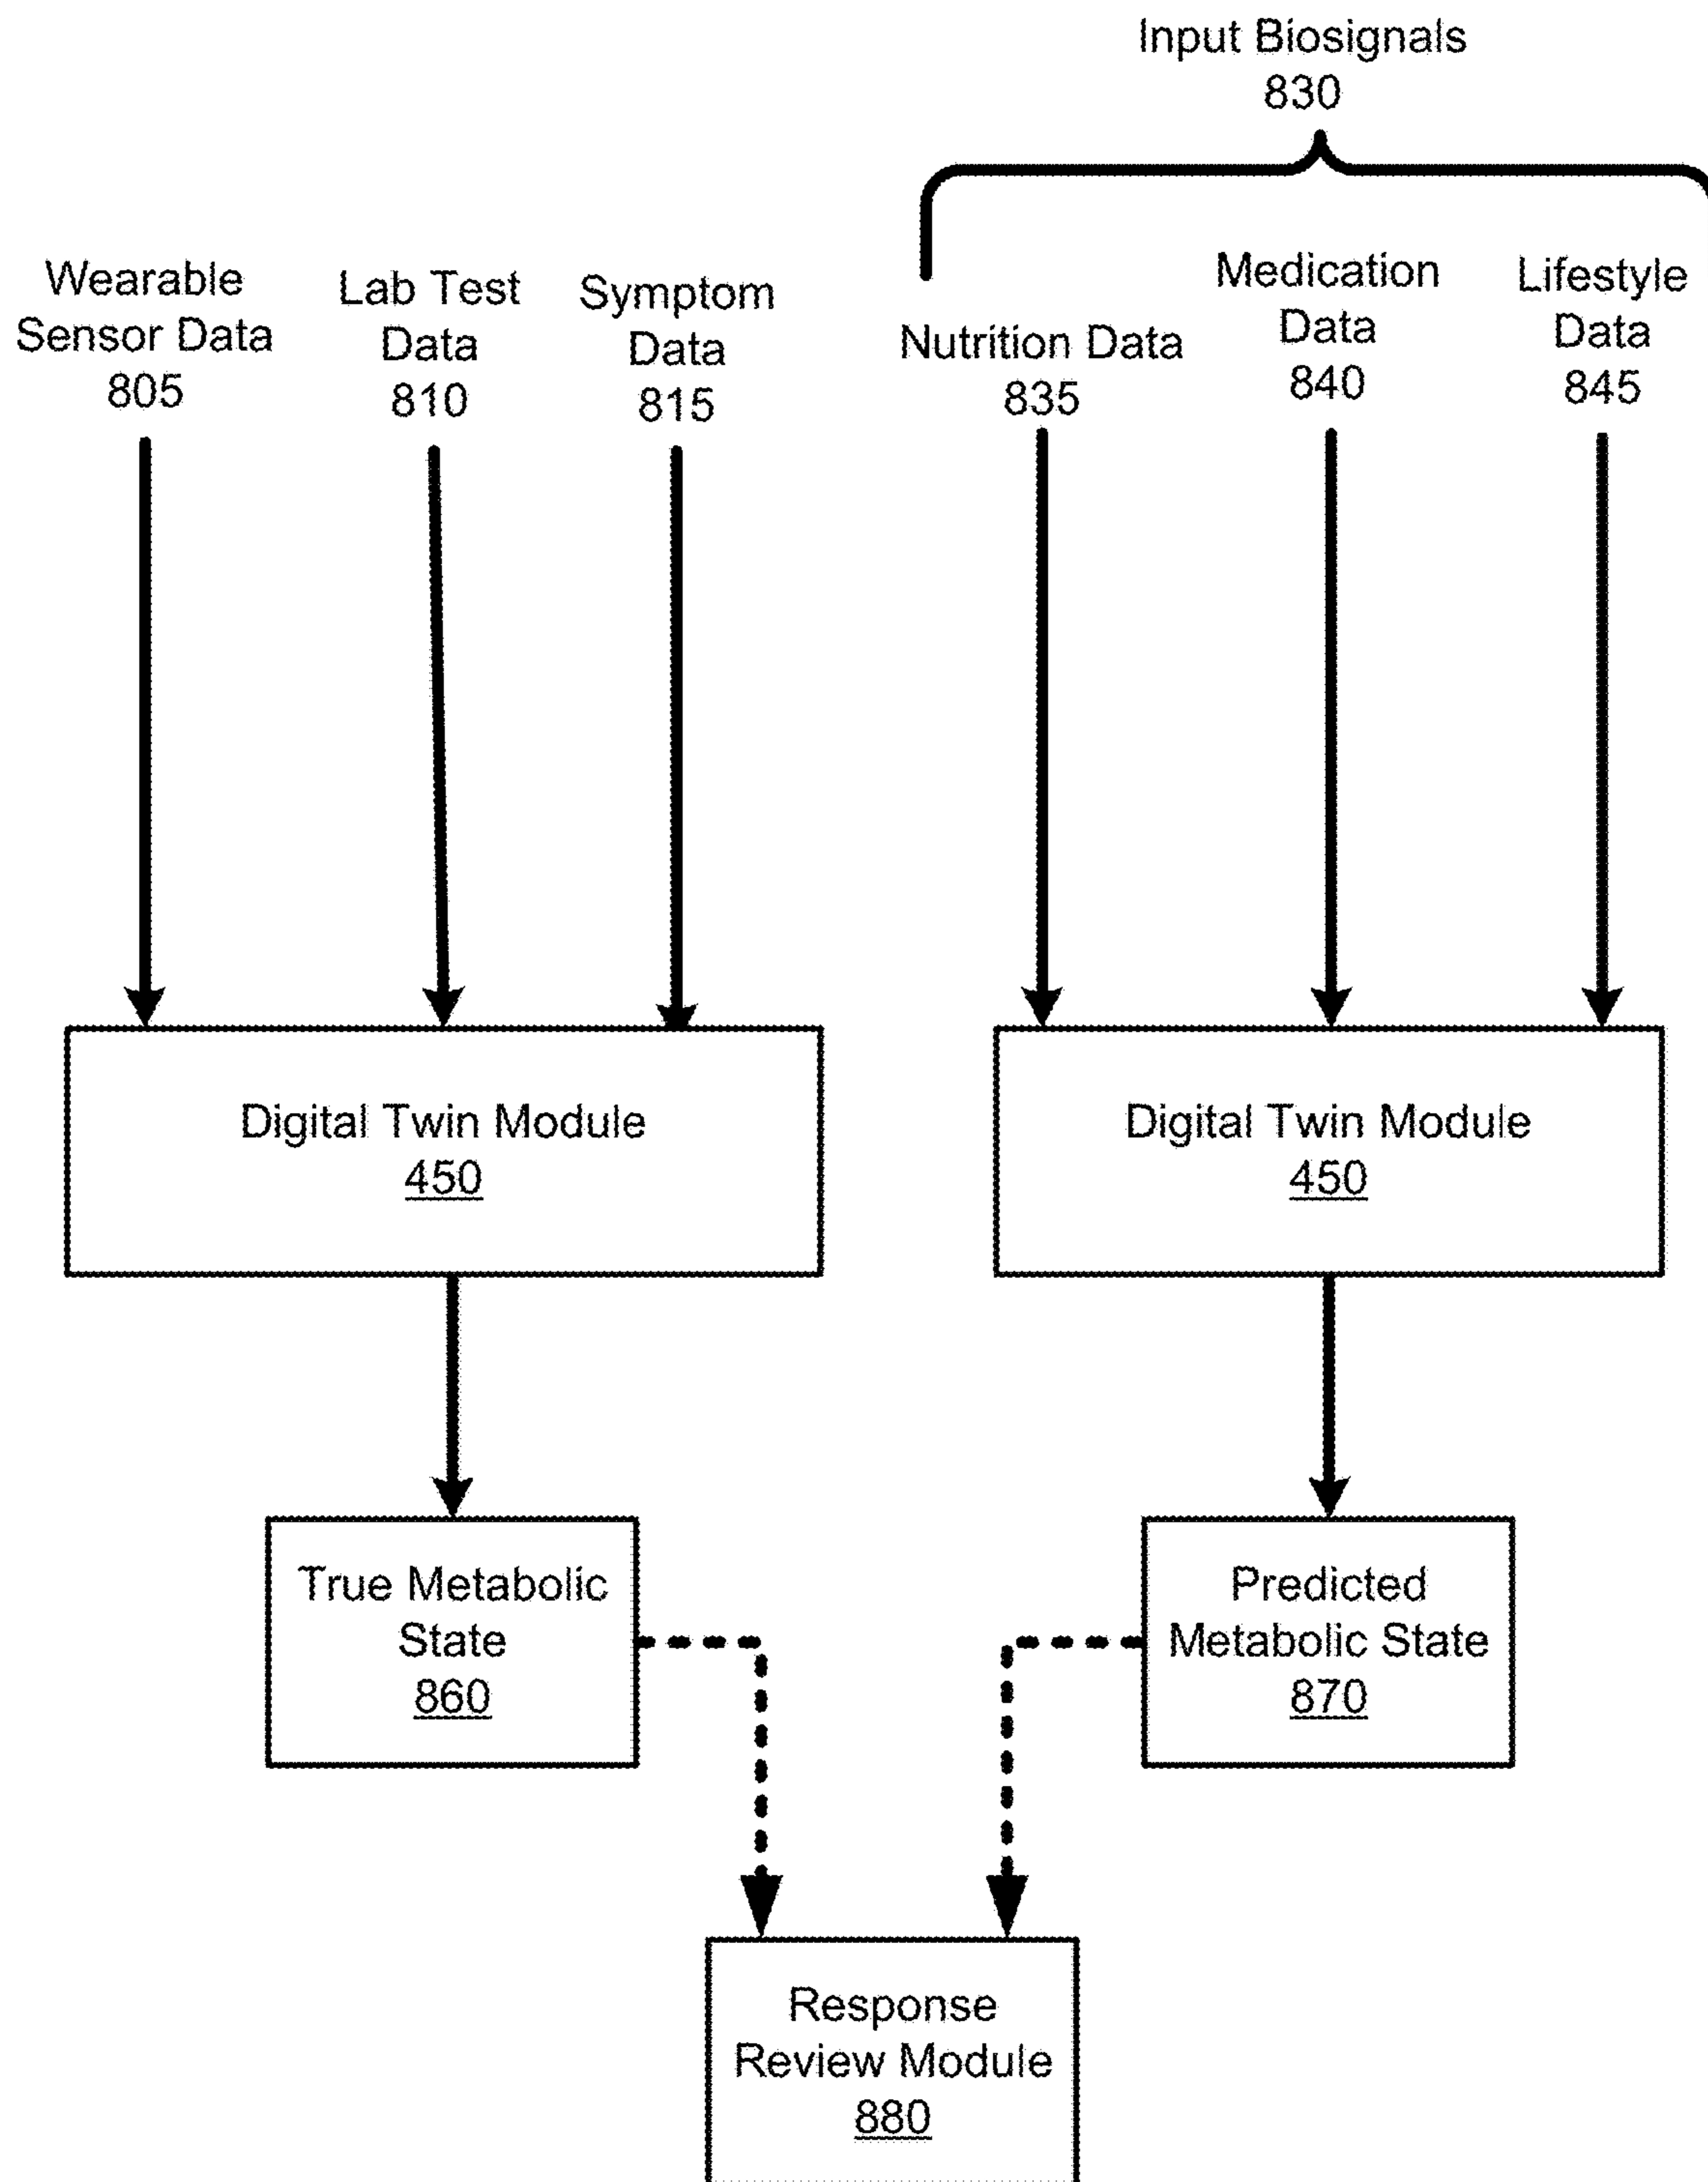 Input Biosignals
830
Wearable
Sensor Data
805
Lab Test
Data
810
Symptom
Data
815
Nutrition Data
835
Medication
Data
840
Lifestyle
Data
845
Digital Twin Module
450
Digital Twin Module
450
True Metabolic
State
860
Predicted
Metabolic State
870
Response
Review Module
880